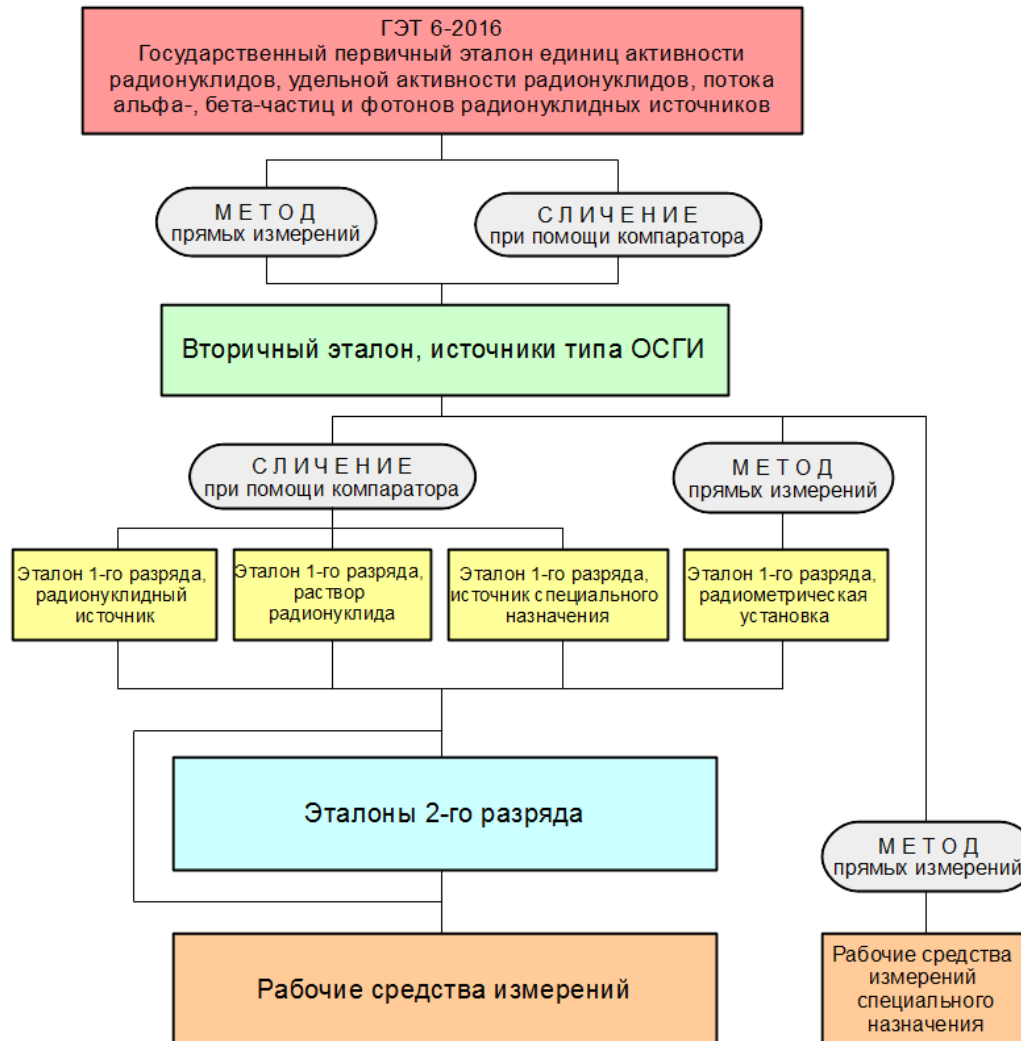 ГЭТ 6-2016
Государственный первичный эталон единиц активности
радионуклидов, удельной активности радионуклидов, потока
альфа-, бета-частиц и фотонов радионуклидных источников
М Е Т О Д
прямых измерений
С Л И Ч Е Н И Е
при помощи компаратора
Вторичный эталон, источники типа ОСГИ
С Л И Ч Е Н И Е
при помощи компаратора
М Е Т О Д
прямых измерений
Эталон 1-го разряда,
радионуклидный
источник
Эталон 1-го разряда,
раствор
радионуклида
Эталон 1-го разряда,
источник специального
назначения
Эталон 1-го разряда,
радиометрическая
установка
Эталоны 2-го разряда
М Е Т О Д
прямых измерений
Рабочие средства измерений
Рабочие средства
измерений
специального
назначения